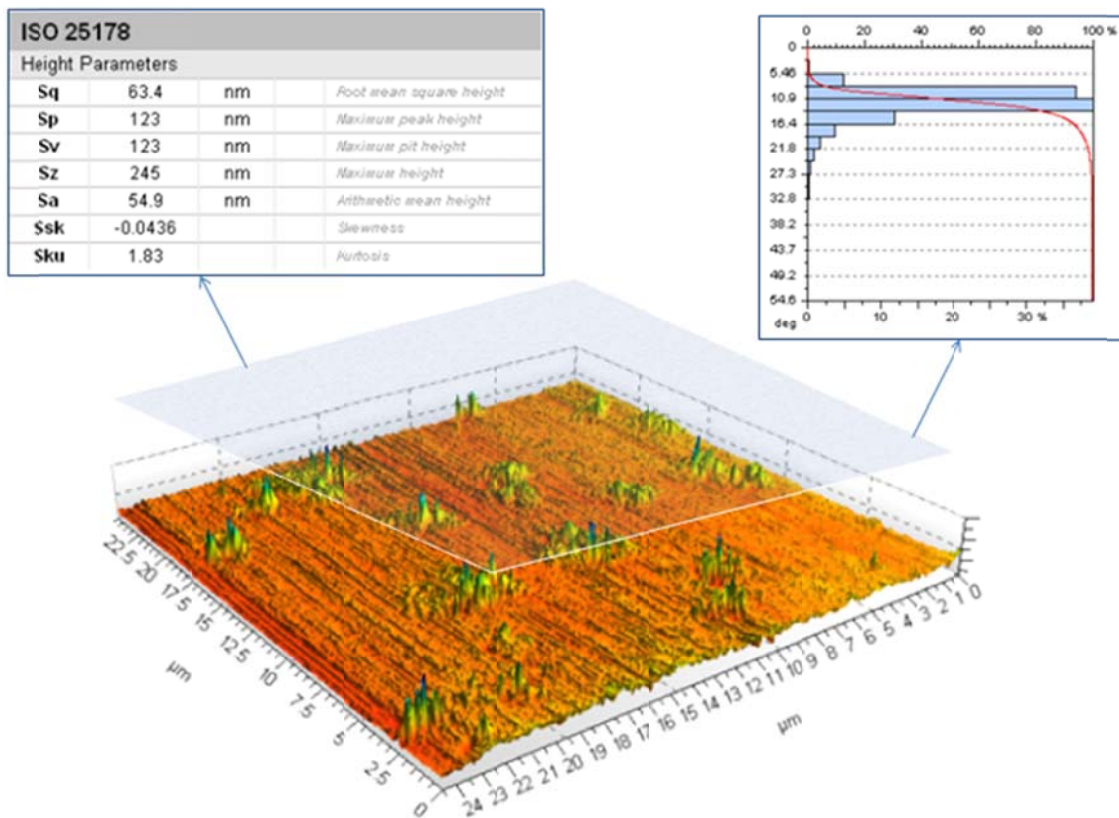 ISO 25178
Height Parameters
Sq 63.4 nm Root mean square height
Sp 123 nm Maximum peak height
Sv 123 nm Maximum pit height
Sz 245 nm Maximum height
Sa 54.9 nm Arithmetic mean height
Ssk -0.0436 Skewness
Sku 1.83 Kurtosis
0 20 40 60 80 100 %
0
5.46
10.9
16.4
21.8
27.3
32.8
38.2
43.7
49.2
54.6
deg
0 10 20 30 %
22.5 20 17.5 15 12.5 10 7.5 5 2.5 0
µm
24 23 22 21 20 19 18 17 16 15 14 13 12 11 10 9 8 7 6 5 4 3 2 1 0
µm